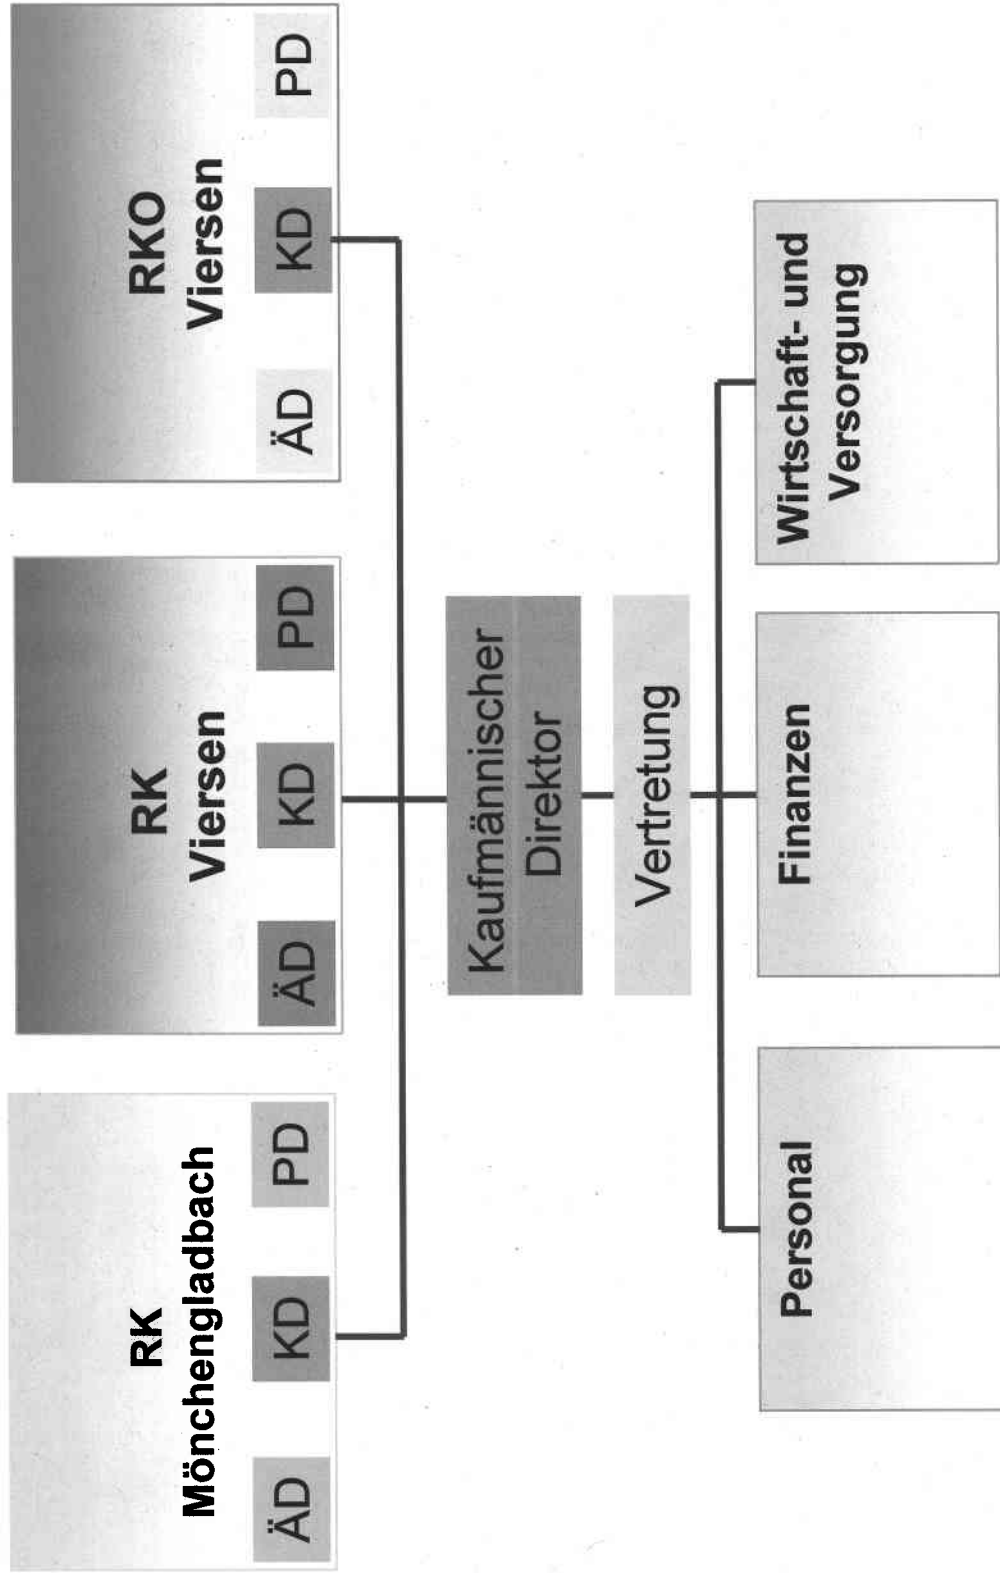 RK
Mönchengladbach
ÄD
KD
PD
RK
Viersen
ÄD
KD
PD
RKO
Viersen
ÄD
KD
PD
Kaufmännischer
Direktor
Vertretung
Personal
Finanzen
Wirtschaft- und
Versorgung